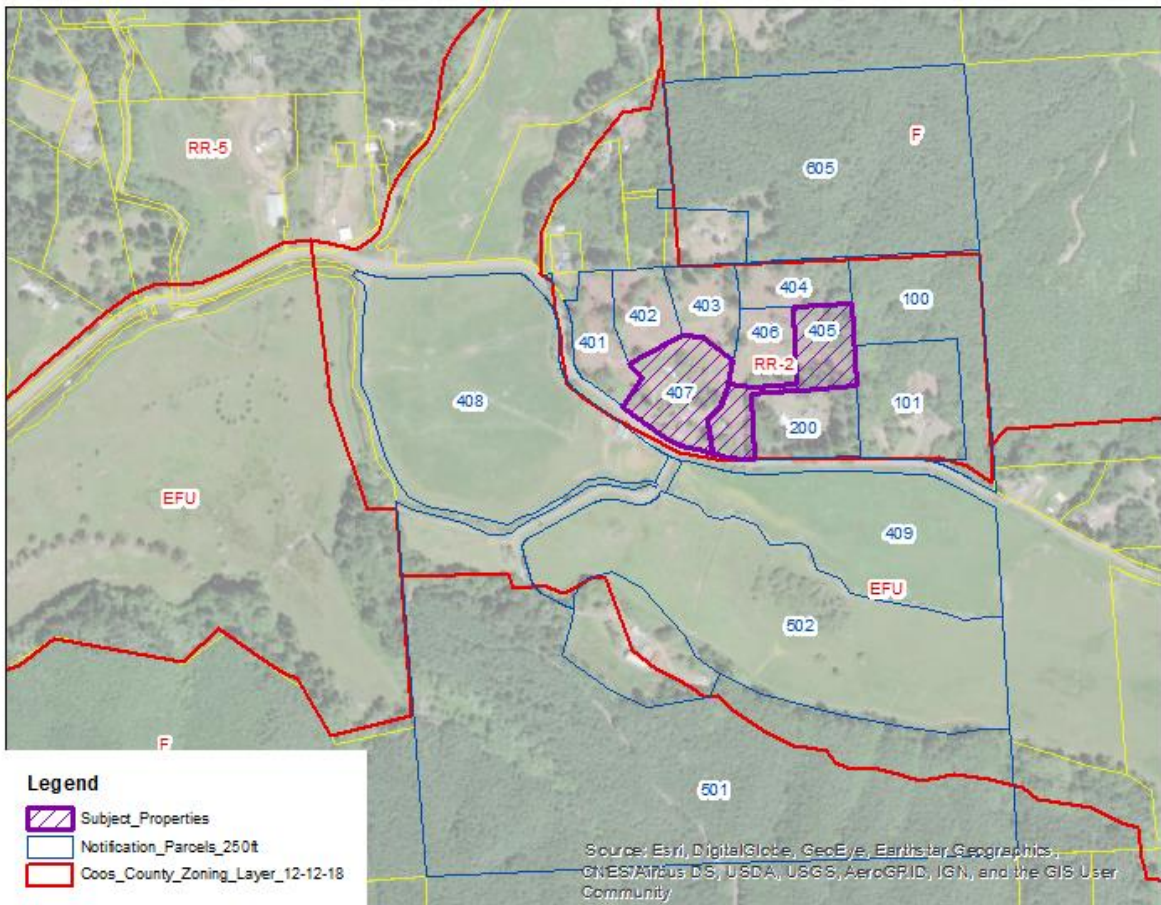 F
605
RR-5
404
100
403
402
405
406
401
RR-2
407
408
101
200
EFU
409
EFU
502
F
501
Legend
Subject_Properties
Notification_Parcels_250ft
Coos_County_Zoning_Layer_12-12-18
Source: Esri, DigitalGlobe, GeoEye, Earthstar Geographics,
CNES/Airbus DS, USDA, USGS, AeroGRID, IGN, and the GIS User
Community